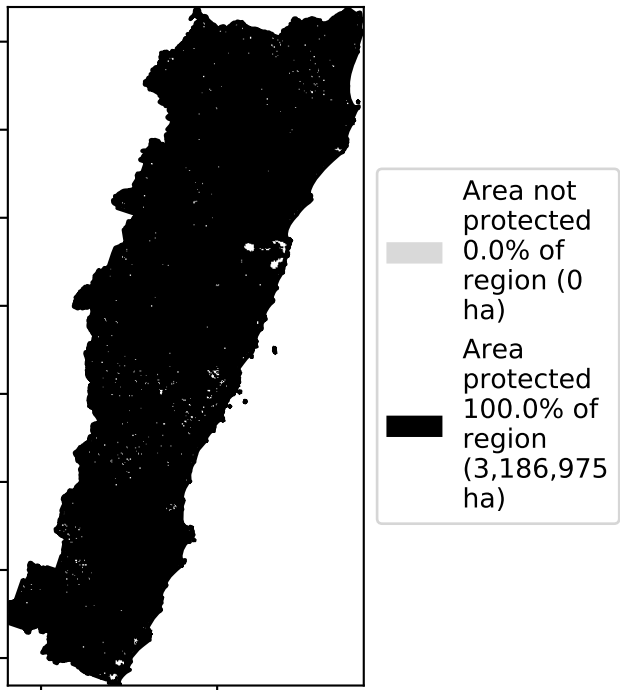 Area not
protected
0.0% of
region (0
ha)
Area
protected
100.0% of
region
(3,186,975
ha)